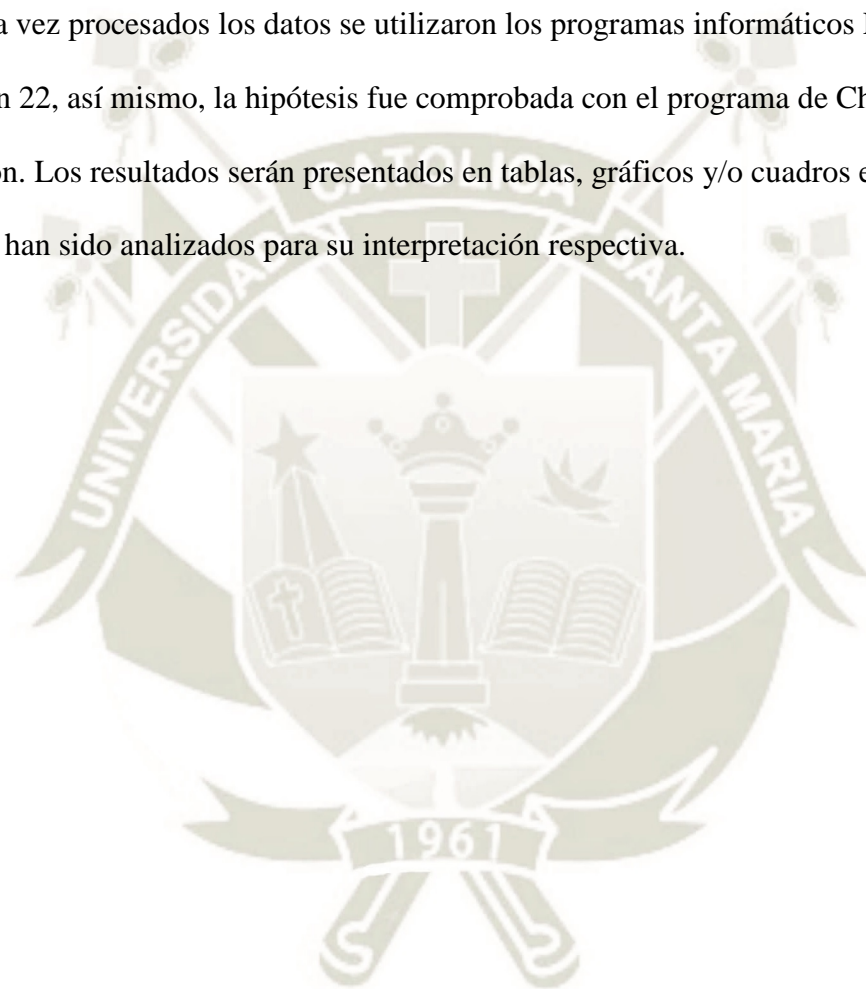 a vez procesados los datos se utilizaron los programas informáticos
n 22, así mismo, la hipótesis fue comprobada con el programa de
on. Los resultados serán presentados en tablas, gráficos y/o cuadros
han sido analizados para su interpretación respectiva.
UNIVERSIDAD CATOLICA SANTA MARIA
1961